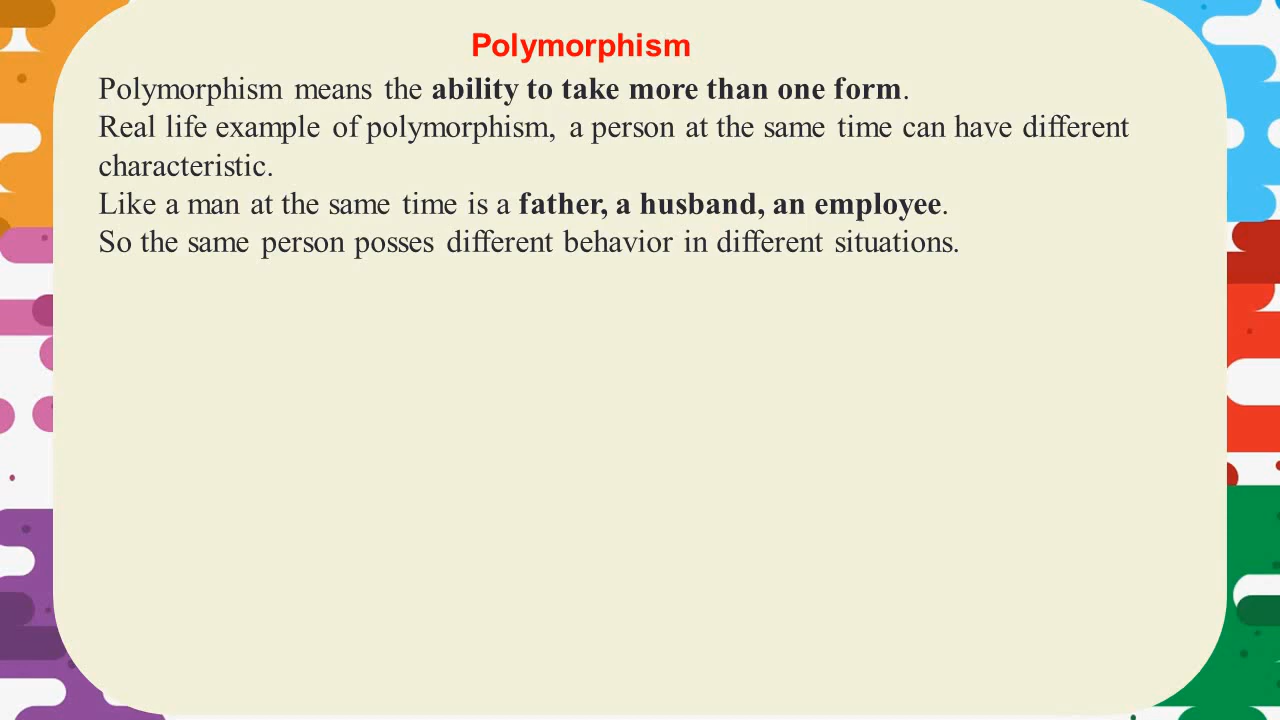 Polymorphism
Polymorphism means the ability to take more than one form.
Real life example of polymorphism, a person at the same time can have different
characteristic.
Like a man at the same time is a father, a husband, an employee.
So the same person posses different behavior in different situations.